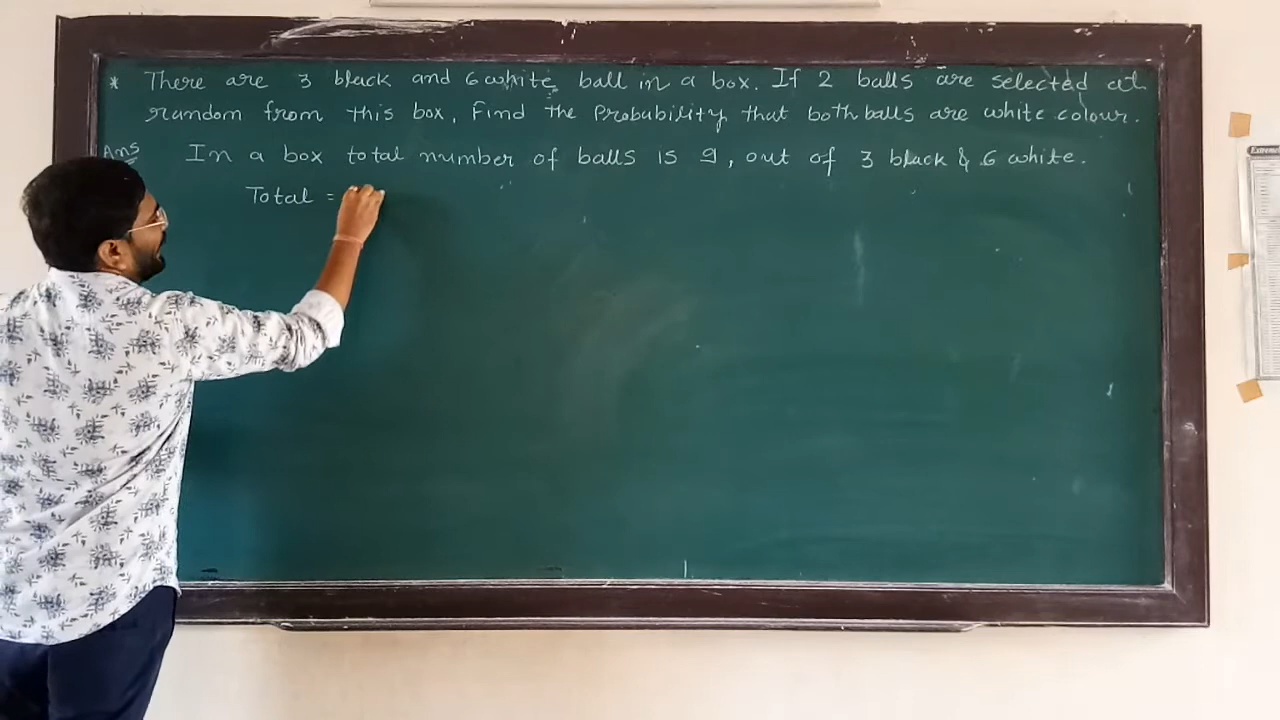 * There are 3 black and 6 white ball in a box. If 2 balls are selected at
random from this box, Find the Probability that both balls are white colour.
Ans In a box total number of balls is 9, out of 3 black & 6 white.
Total =